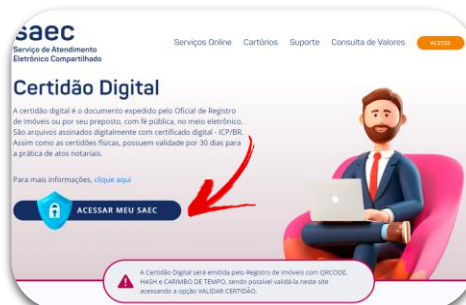 saec
Serviço de Atendimento
Eletrônico Compartilhado
Serviços Online Cartórios Suporte Consulta de Valores ACESSE
Certidão Digital
A certidão digital é o documento expedido pelo Oficial de Registro
de Imóveis ou por seu preposto, com fé pública, no meio eletrônico.
São arquivos assinados digitalmente com certificado digital - ICP/BR.
Assim como as certidões físicas, possuem validade por 30 dias para
a prática de atos notariais.
Para mais informações, clique aqui
ACESSAR MEU SAEC
A Certidão Digital será emitida pelo Registro de Imóveis com QRCODE,
HASH e CARIMBO DE TEMPO, sendo possível validá-la neste site
acessando a opção VALIDAR CERTIDÃO.